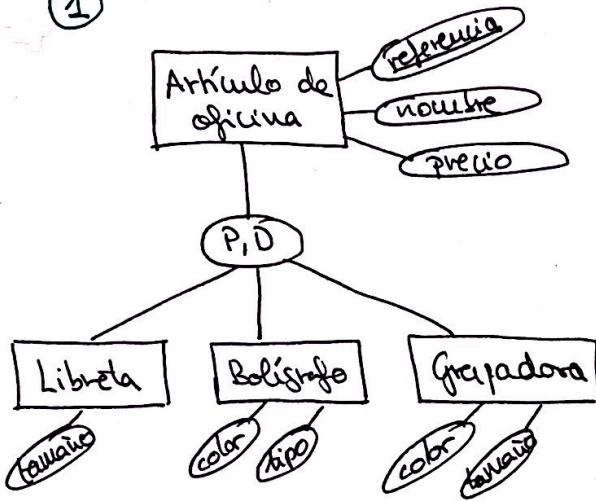 1
referencia
Artículo de
oficina
nombre
precio
P,D
Libreta
Bolígrafo
Grapadora
tamaño
color
tipo
color
tamaño